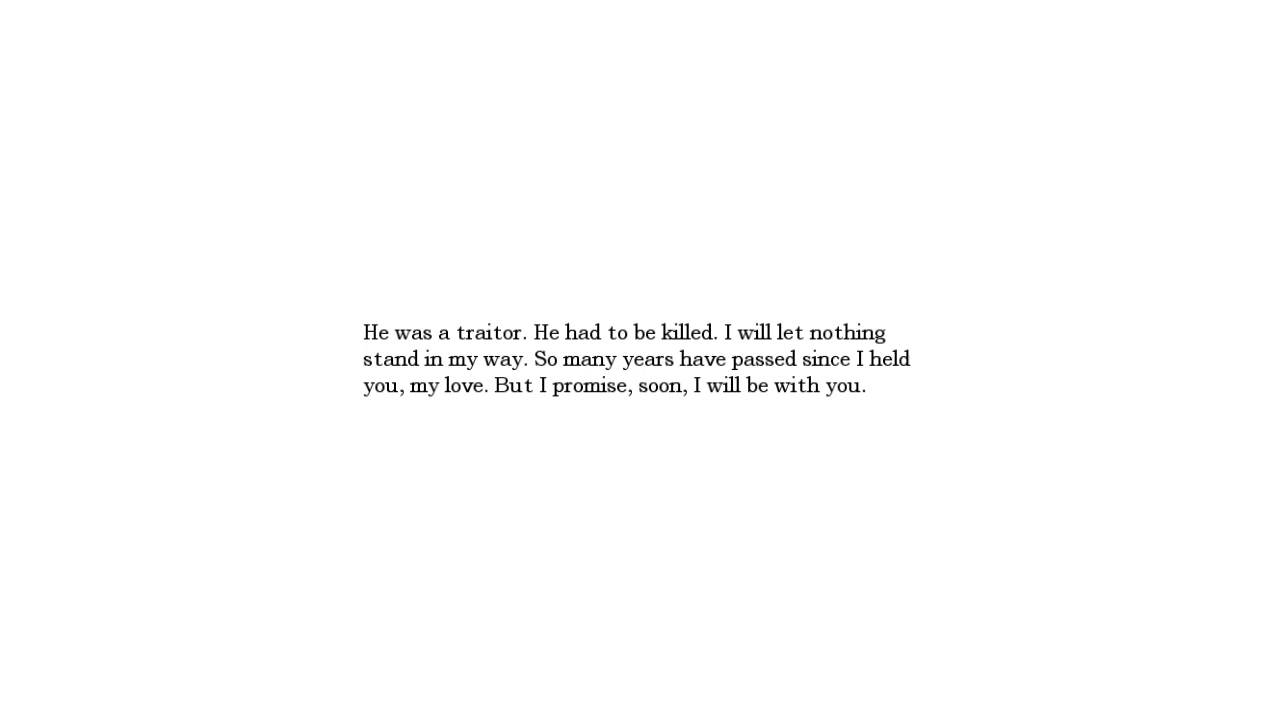 He was a traitor. He had to be killed. I will let nothing
stand in my way. So many years have passed since I held
you, my love. But I promise, soon, I will be with you.